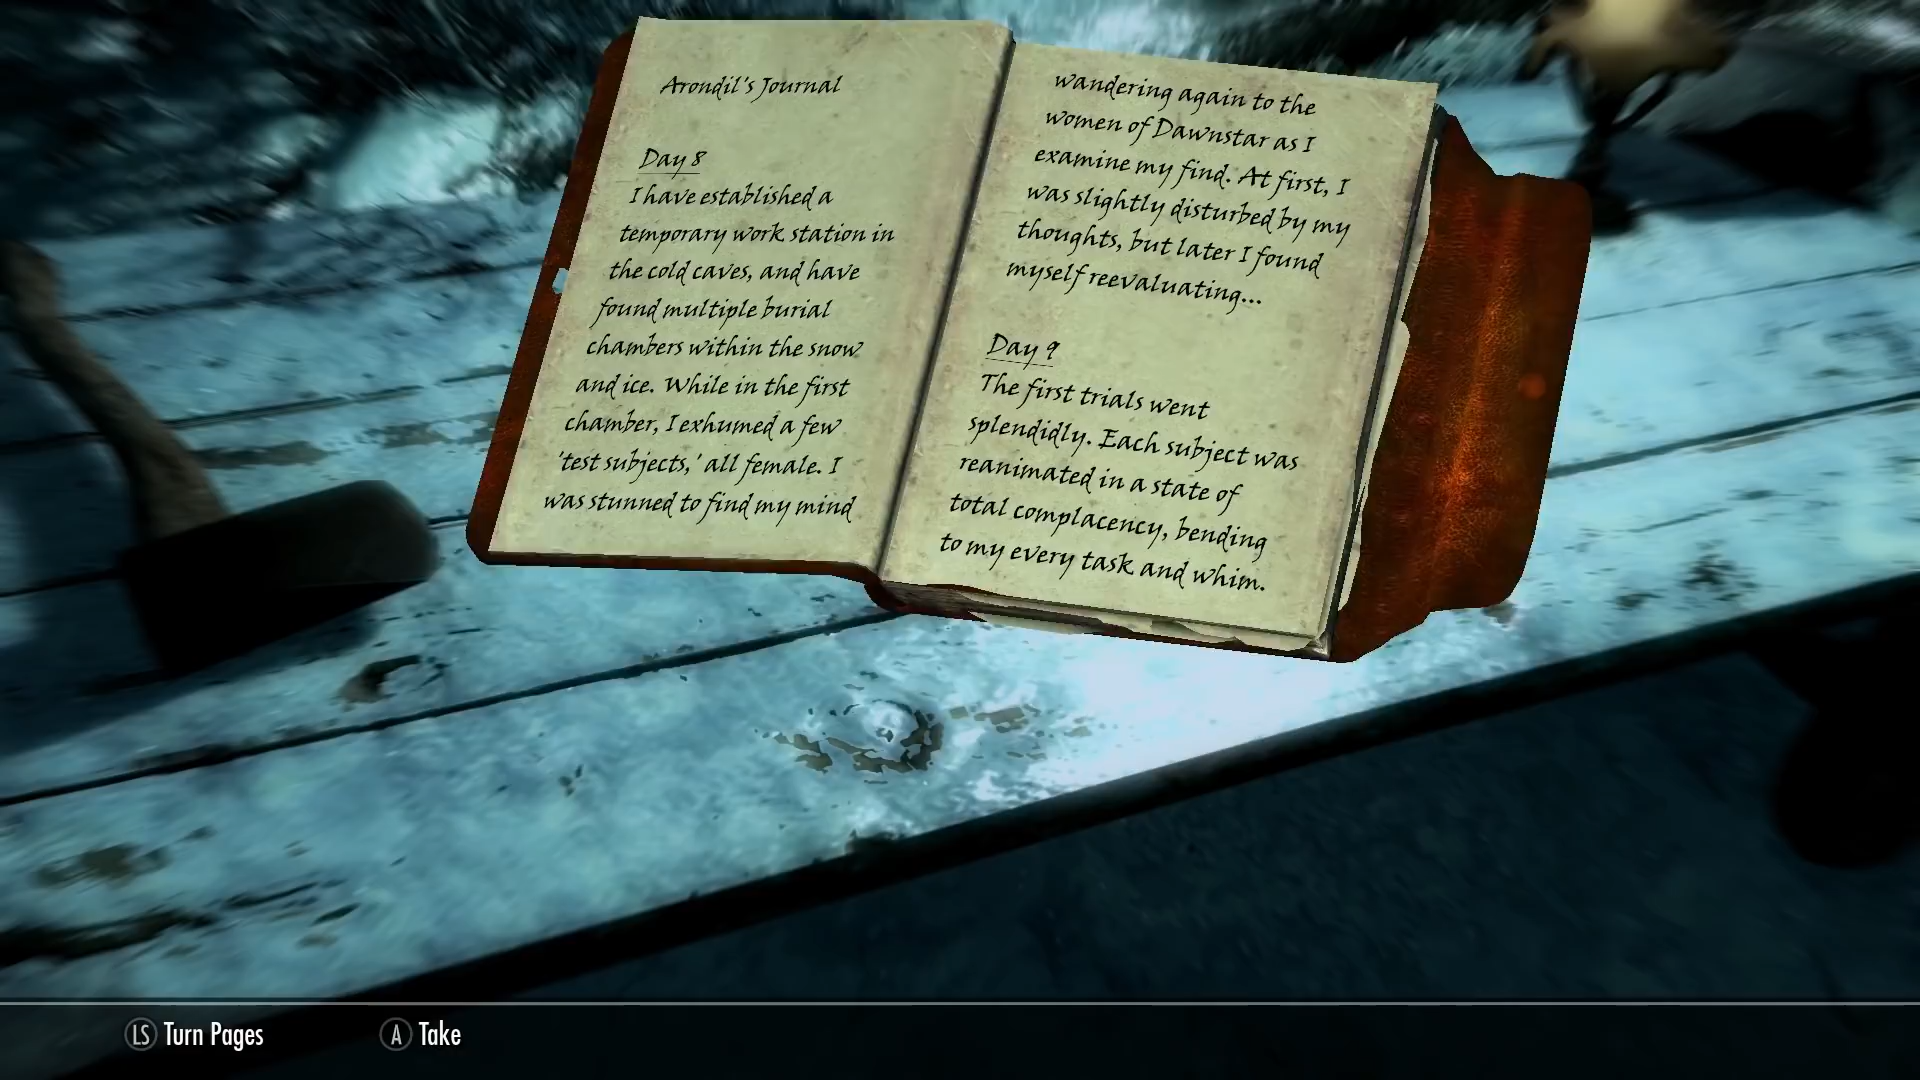 Arondil's Journal
Day 8
I have established a
temporary work station in
the cold caves, and have
found multiple burial
chambers within the snow
and ice. While in the first
chamber, I exhumed a few
'test subjects,' all female. I
was stunned to find my mind
wandering again to the
women of Dawnstar as I
examine my find. At first, I
was slightly disturbed by my
thoughts, but later I found
myself reevaluating...
Day 9
The first trials went
splendidly. Each subject was
reanimated in a state of
total complacency, bending
to my every task and whim.
LS Turn Pages
A Take